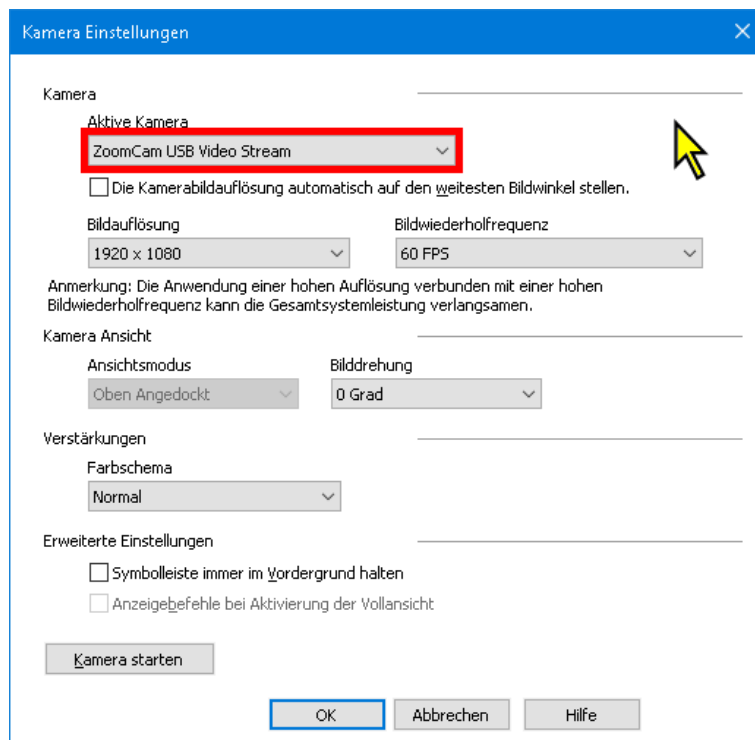 Kamera Einstellungen
Kamera
Aktive Kamera
ZoomCam USB Video Stream
Die Kamerabildauflösung automatisch auf den weitesten Bildwinkel stellen.
Bildauflösung Bildwiederholfrequenz
1920 x 1080 60 FPS
Anmerkung: Die Anwendung einer hohen Auflösung verbunden mit einer hohen
Bildwiederholfrequenz kann die Gesamtsystemleistung verlangsamen.
Kamera Ansicht
Ansichtsmodus Bilddrehung
Oben Angedockt 0 Grad
Verstärkungen
Farbschema
Normal
Erweiterte Einstellungen
Symbolleiste immer im Vordergrund halten
Anzeigebefehle bei Aktivierung der Vollansicht
Kamera starten
OK Abbrechen Hilfe